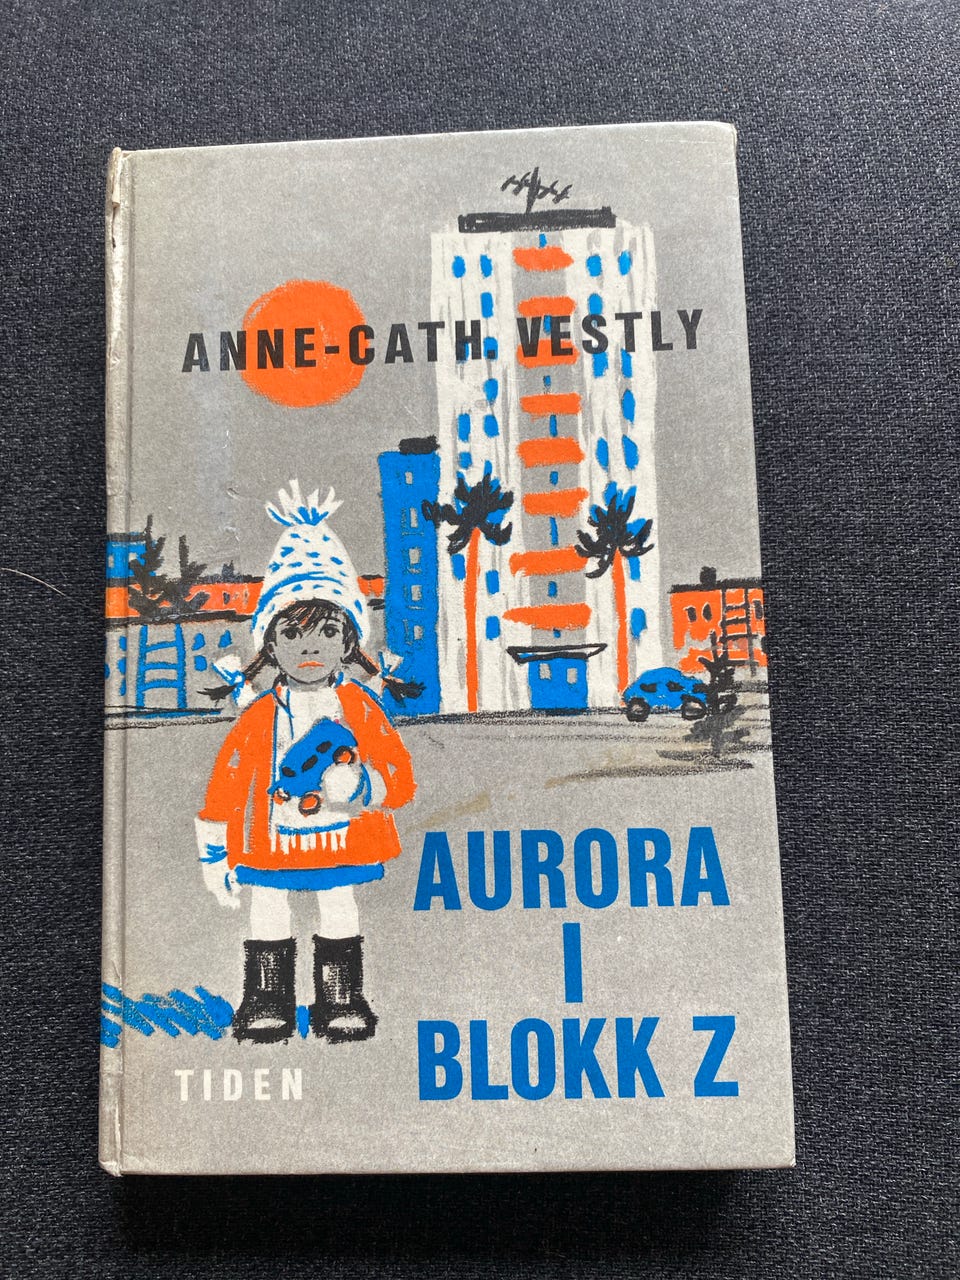 ANNE-CATH. VESTLY
AURORA
I
BLOKK Z
TIDEN